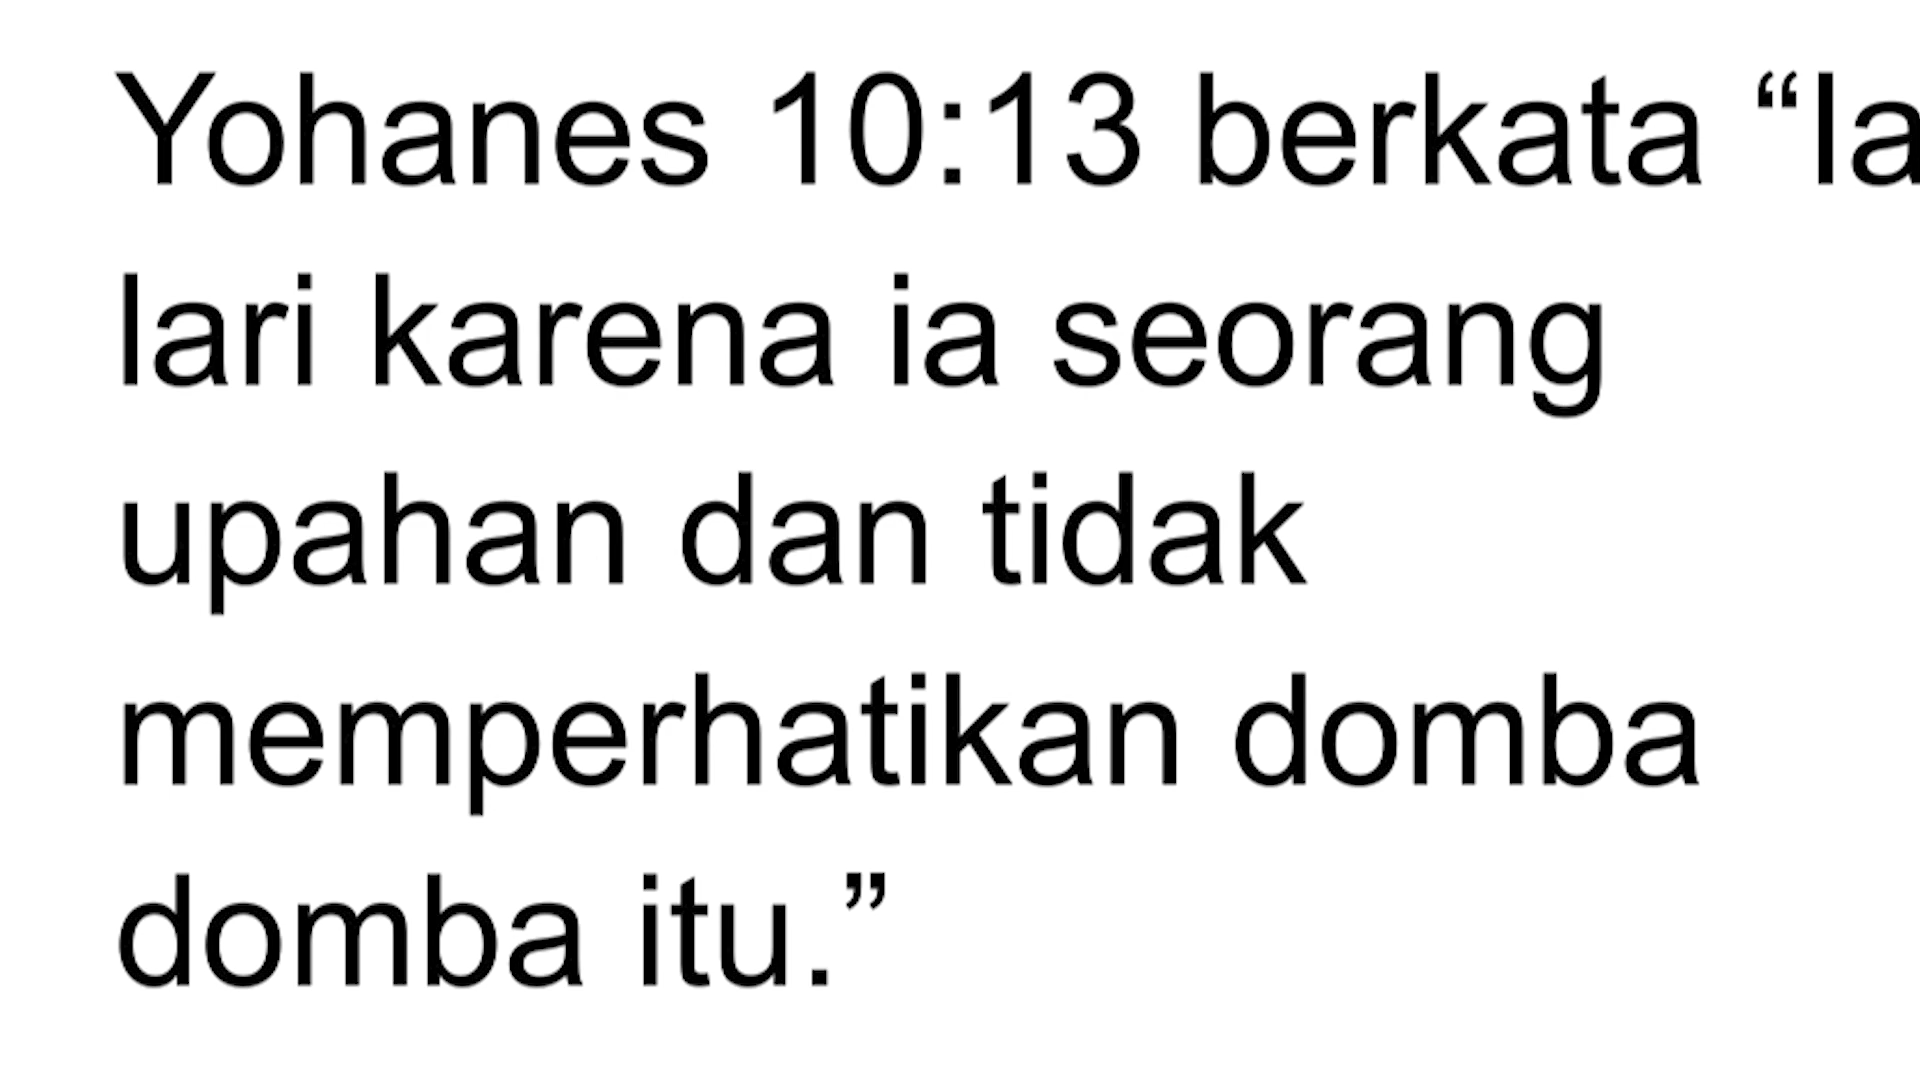 Yohanes 10:13 berkata “Ia
lari karena ia seorang
upahan dan tidak
memperhatikan domba
domba itu.”